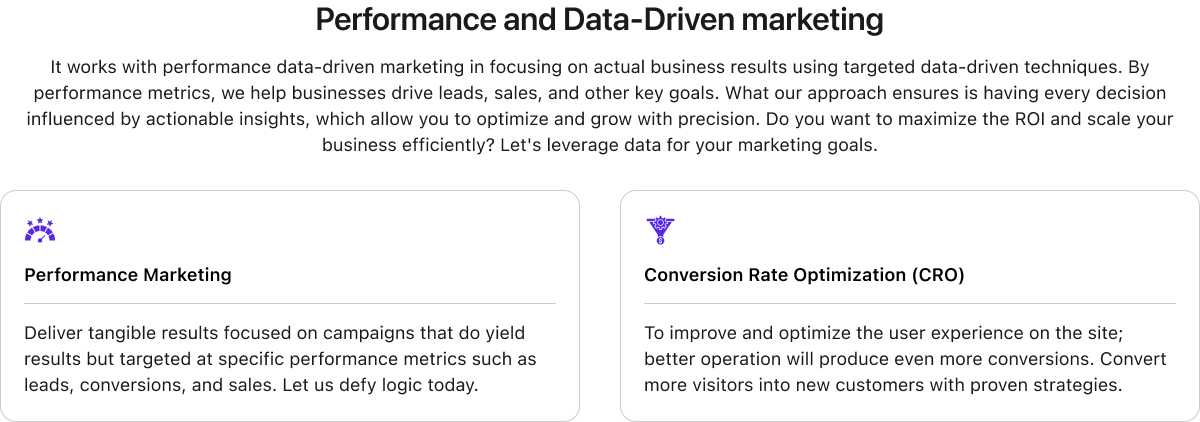 Performance and Data-Driven marketing
It works with performance data-driven marketing in focusing on actual business results using targeted data-driven techniques. By
performance metrics, we help businesses drive leads, sales, and other key goals. What our approach ensures is having every decision
influenced by actionable insights, which allow you to optimize and grow with precision. Do you want to maximize the ROI and scale your
business efficiently? Let's leverage data for your marketing goals.
Performance Marketing
Deliver tangible results focused on campaigns that do yield
results but targeted at specific performance metrics such as
leads, conversions, and sales. Let us defy logic today.
Conversion Rate Optimization (CRO)
To improve and optimize the user experience on the site;
better operation will produce even more conversions. Convert
more visitors into new customers with proven strategies.